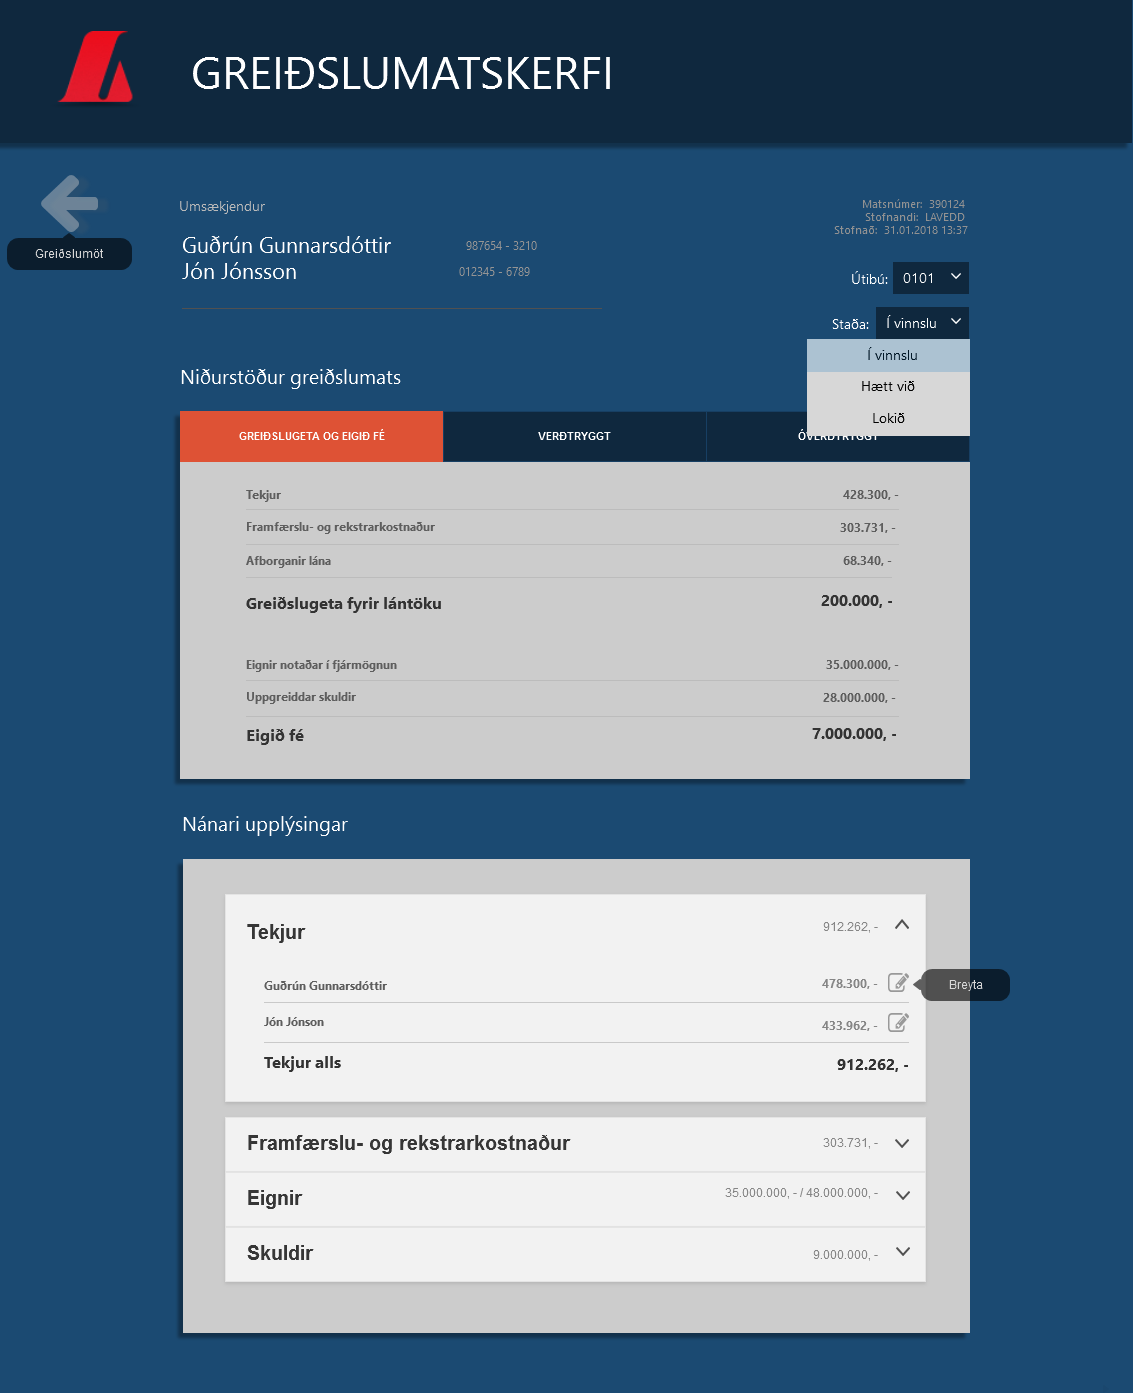 GREIÐSLUMATSKERFI
Greiðslumöt
Umsækjendur
Guðrún Gunnarsdóttir 987654 - 3210
Jón Jónsson 012345 - 6789
Matsnúmer: 390124
Stofnandi: LAVEDD
Stofnað: 31.01.2018 13:37
Útibú: 0101
Staða: Í vinnslu
Í vinnslu
Hætt við
Lokið
Niðurstöður greiðslumats
GREIÐSLUGETA OG EIGIÐ FÉ VERÐTRYGGT ÓVERÐTRYGGT
Tekjur 428.300, -
Framfærslu- og rekstrarkostnaður 303.731, -
Afborganir lána 68.340, -
Greiðslugeta fyrir lántöku 200.000, -
Eignir notaðar í fjármögnun 35.000.000, -
Uppgreiddar skuldir 28.000.000, -
Eigið fé 7.000.000, -
Nánari upplýsingar
Tekjur 912.262, -
Guðrún Gunnarsdóttir 478.300, - Breyta
Jón Jónson 433.962, -
Tekjur alls 912.262, -
Framfærslu- og rekstrarkostnaður 303.731, -
Eignir 35.000.000, - / 48.000.000, -
Skuldir 9.000.000, -